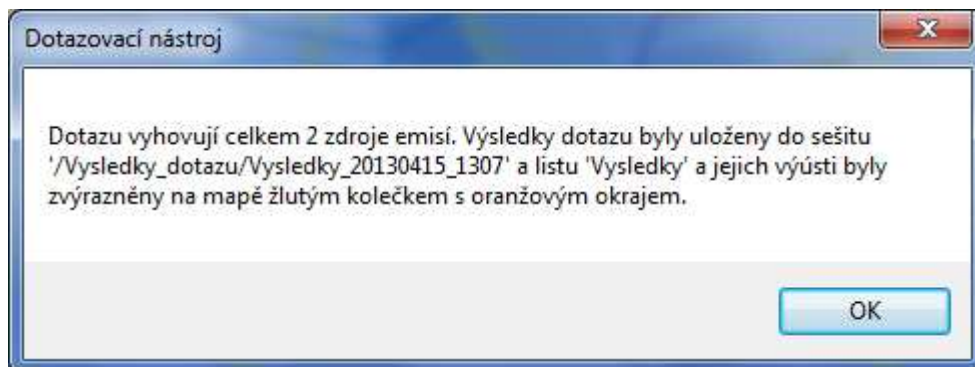 Dotazovací nástroj
Dotazu vyhovují celkem 2 zdroje emisí. Výsledky dotazu byly uloženy do sešitu
'/Vysledky_dotazu/Vysledky_20130415_1307' a listu 'Vysledky' a jejich výústi byly
zvýrazněny na mapě žlutým kolečkem s oranžovým okrajem.
OK